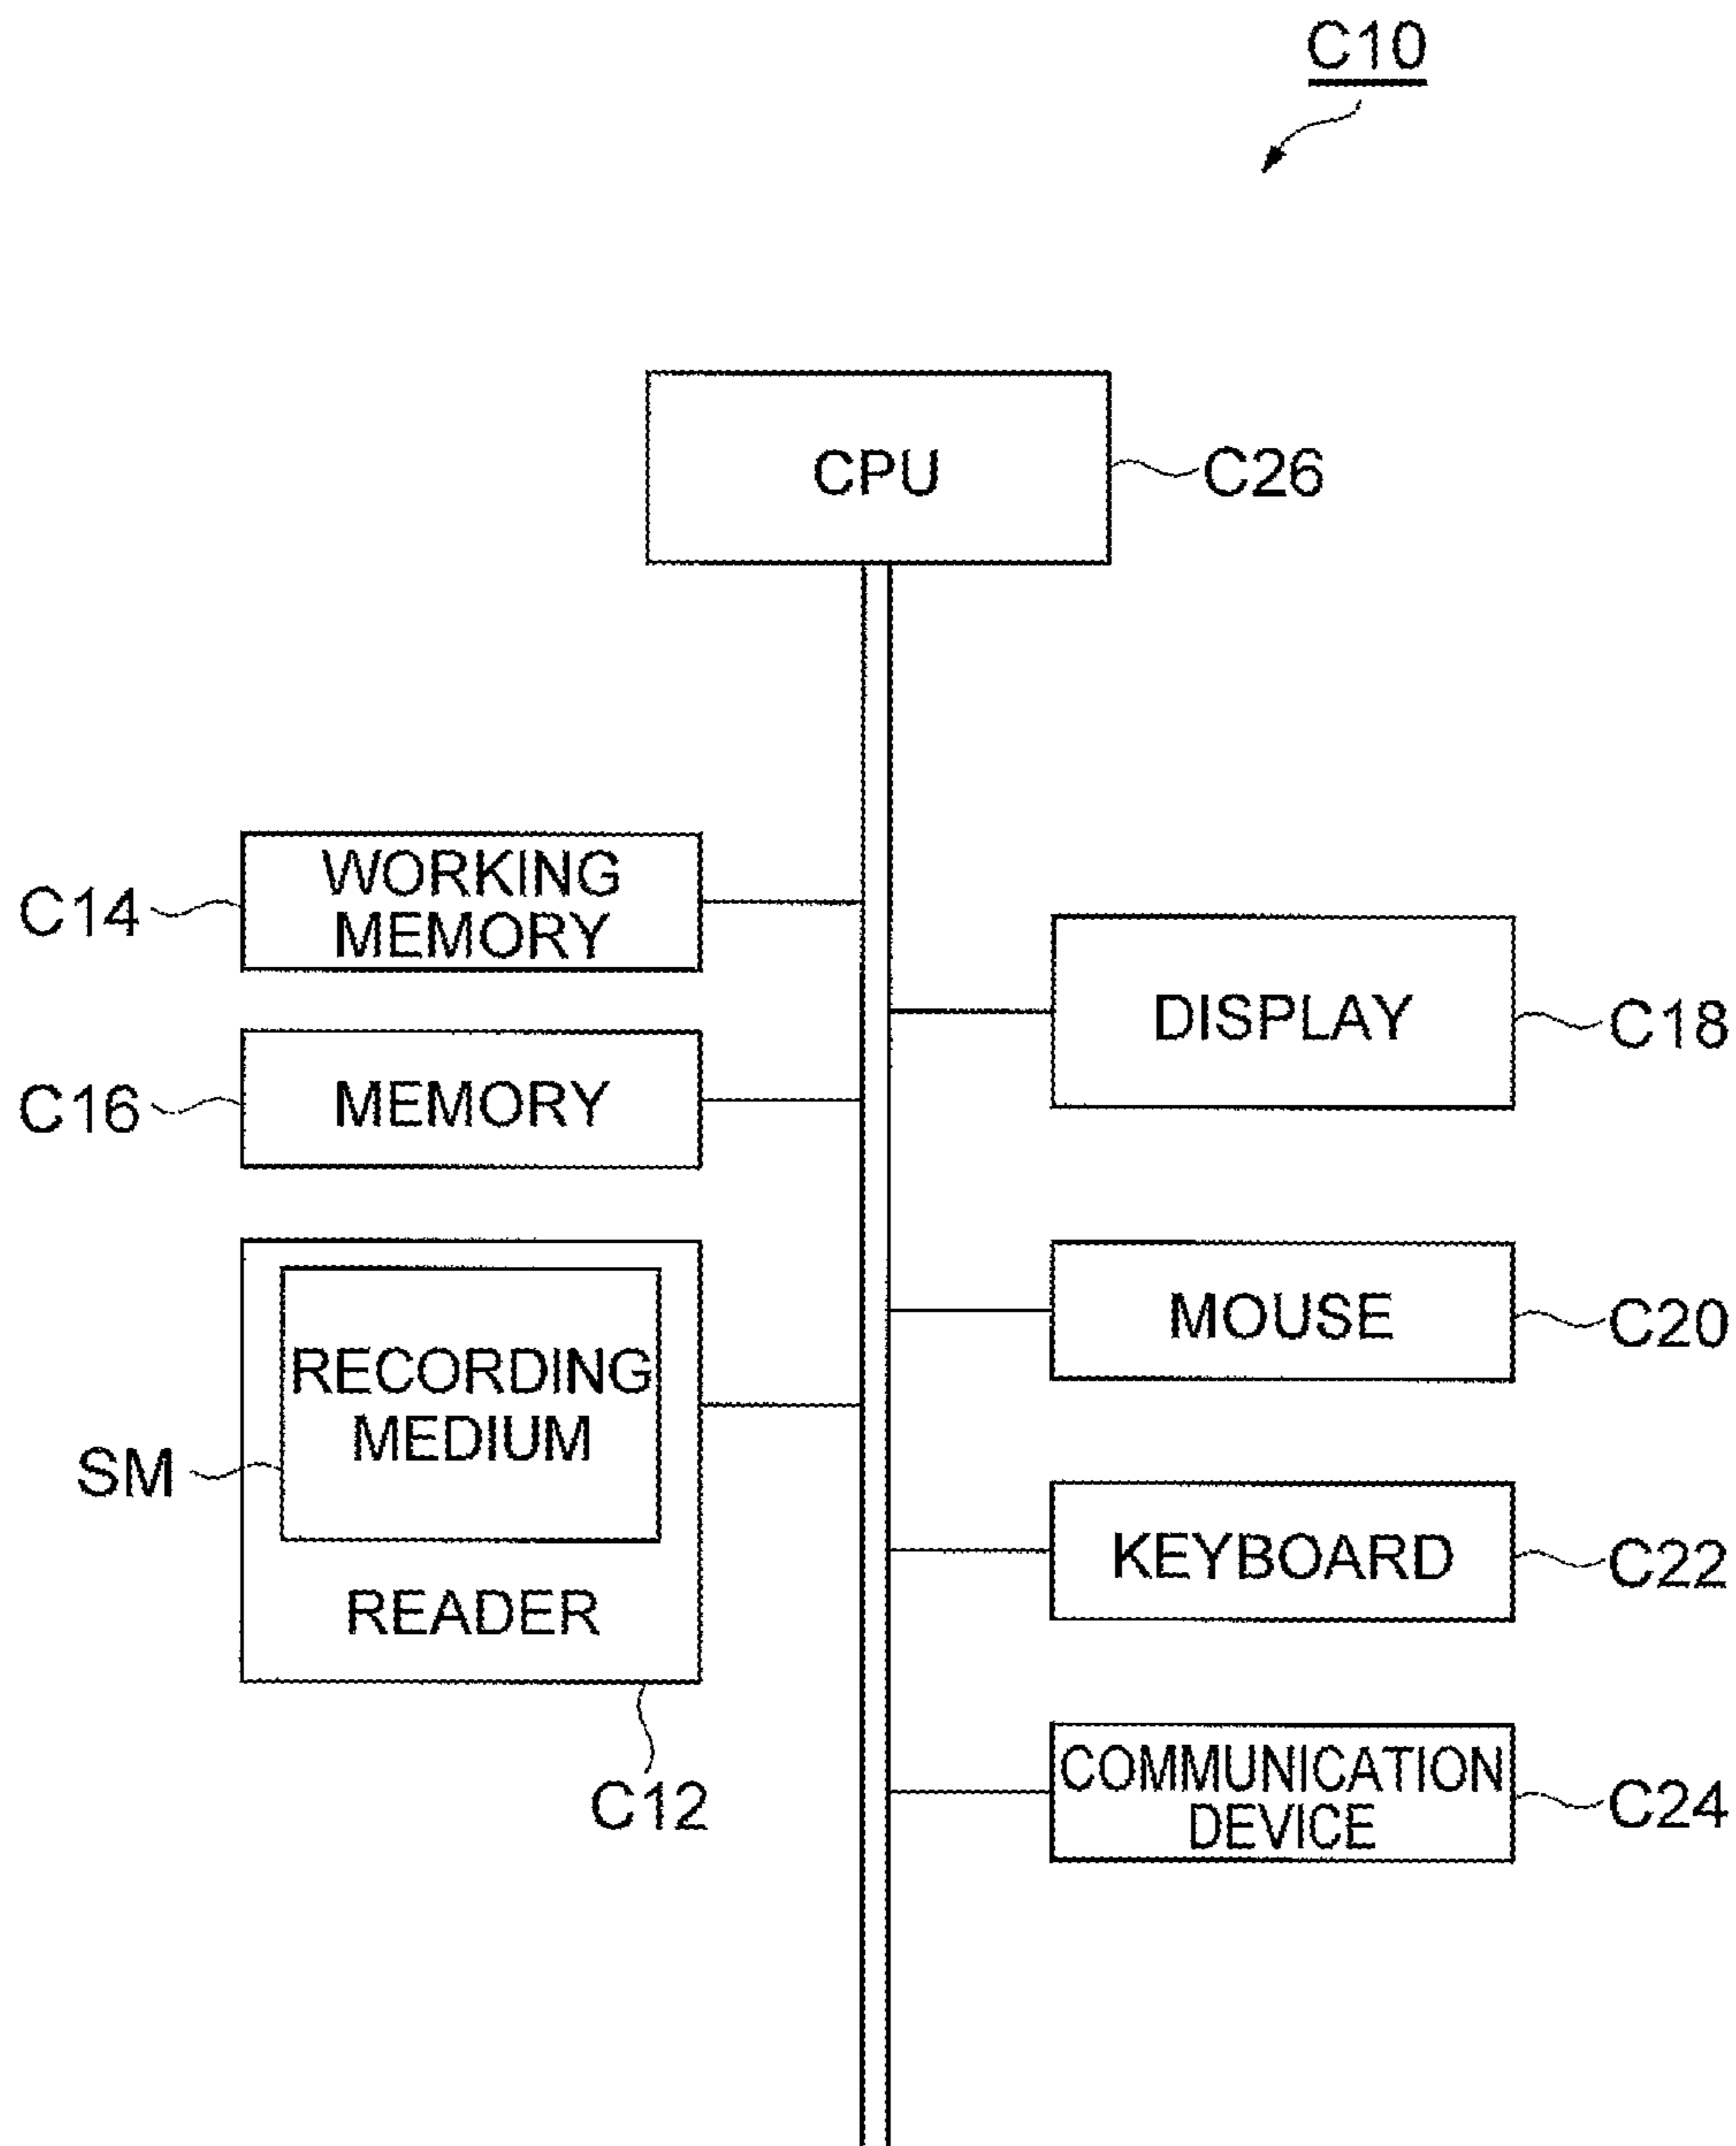 C10
CPU
C26
WORKING
MEMORY
C14
MEMORY
C16
RECORDING
MEDIUM
SM
READER
C12
DISPLAY
C18
MOUSE
C20
KEYBOARD
C22
COMMUNICATION
DEVICE
C24